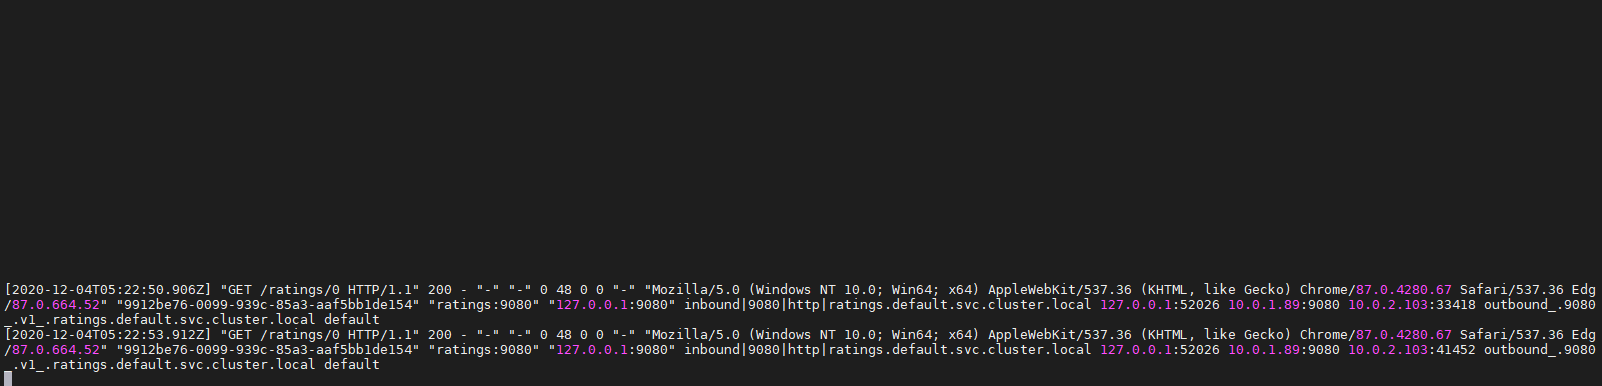 [2020-12-04T05:22:50.906Z] "GET /ratings/0 HTTP/1.1" 200 - "-" "-" 0 48 0 0 "-" "Mozilla/5.0 (Windows NT 10.0; Win64; x64) AppleWebKit/537.36 (KHTML, like Gecko) Chrome/87.0.4280.67 Safari/537.36 Edg
/87.0.664.52" "9912be76-0099-939c-85a3-aaf5bb1de154" "ratings:9080" "127.0.0.1:9080" inbound|9080|http|ratings.default.svc.cluster.local 127.0.0.1:52026 10.0.1.89:9080 10.0.2.103:33418 outbound_.9080
_.v1_.ratings.default.svc.cluster.local default
[2020-12-04T05:22:53.912Z] "GET /ratings/0 HTTP/1.1" 200 - "-" "-" 0 48 0 0 "-" "Mozilla/5.0 (Windows NT 10.0; Win64; x64) AppleWebKit/537.36 (KHTML, like Gecko) Chrome/87.0.4280.67 Safari/537.36 Edg
/87.0.664.52" "9912be76-0099-939c-85a3-aaf5bb1de154" "ratings:9080" "127.0.0.1:9080" inbound|9080|http|ratings.default.svc.cluster.local 127.0.0.1:52026 10.0.1.89:9080 10.0.2.103:41452 outbound_.9080
_.v1_.ratings.default.svc.cluster.local default